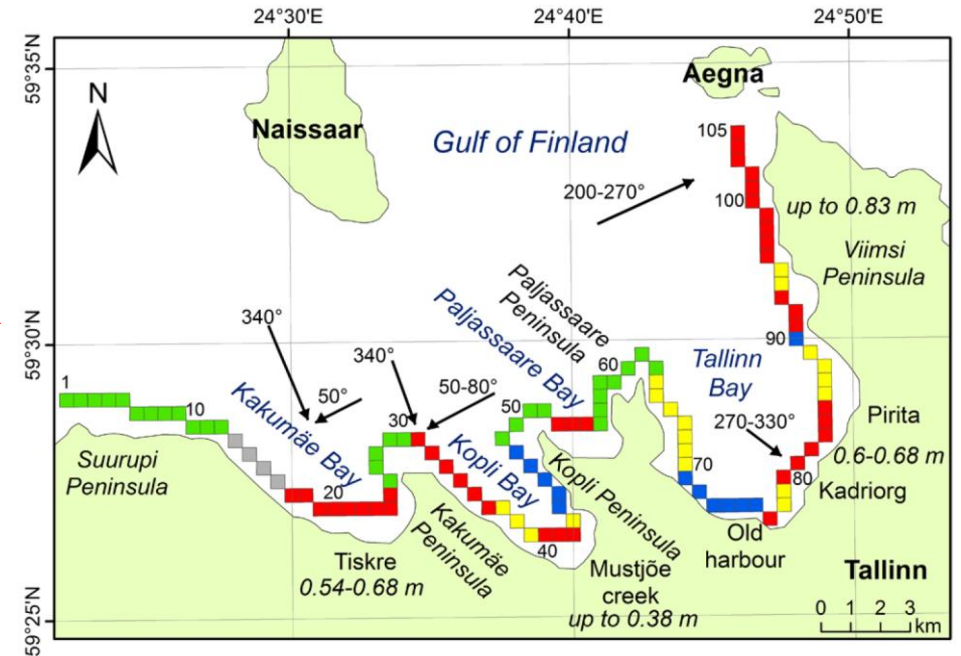 24°30'E
24°40'E
24°50'E
59°35'N
59°30'N
59°25'N
N
Naissaar
Aegna
Gulf of Finland
105
200-270°
100
up to 0.83 m
Viimsi
Peninsula
Paljassaare
Peninsula
Paljassaare Bay
340°
340°
50°
50-80°
90
60
Tallinn
Bay
1
10
Kakumäe Bay
30
50
270-330°
Pirita
0.6-0.68 m
Suurupi
Peninsula
Kopli Bay
Kopli Peninsula
70
80
Kadriorg
20
Kakumäe
Peninsula
40
Old
harbour
Tiskre
0.54-0.68 m
Mustjõe
creek
up to 0.38 m
Tallinn
0 1 2 3
km